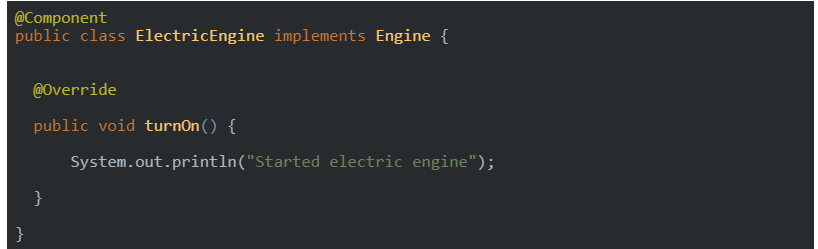 @Component
public class ElectricEngine implements Engine {
@Override
public void turnOn() {
System.out.println("Started electric engine");
}
}